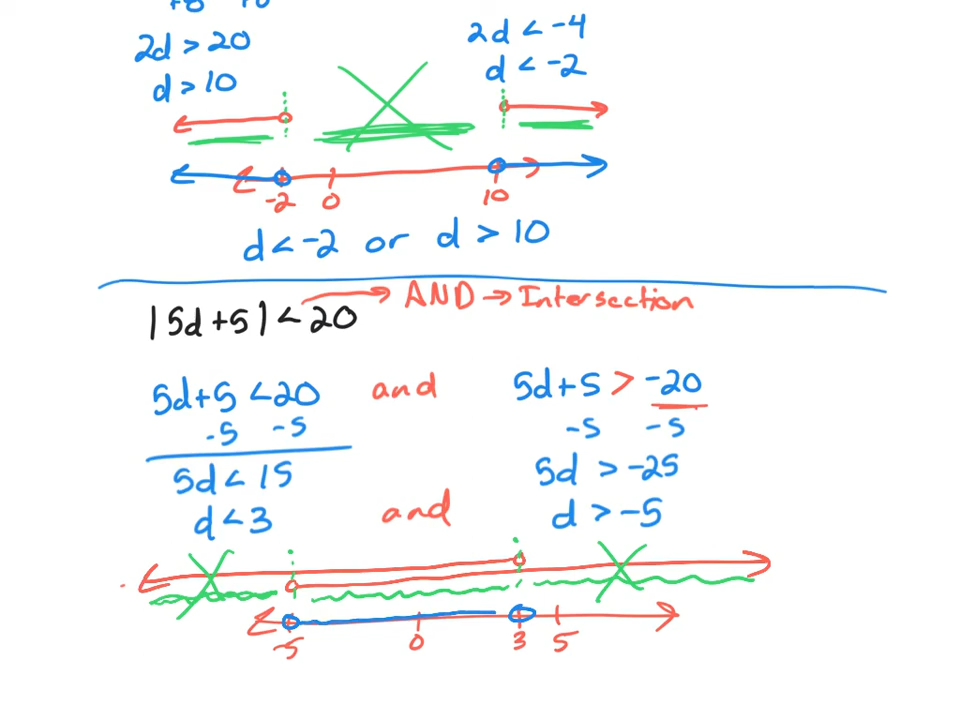 +8 +8
2d > 20 2d < -4
d > 10 d < -2
-2 0 10
d < -2 or d > 10
|5d+5| < 20 → AND → Intersection
5d+5 < 20 and 5d+5 > -20
-5 -5 -5 -5
5d < 15 5d > -25
d < 3 and d > -5
-5 0 3 5